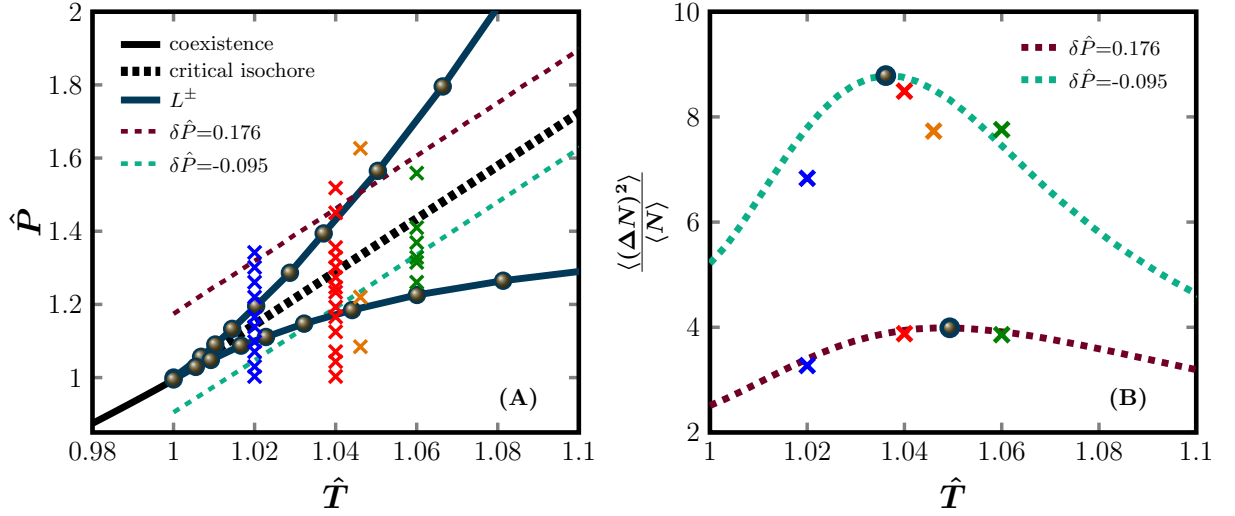 2
1.8
1.6
1.4
1.2
1
0.98
1
1.02
1.04
1.06
1.08
1.1
P̂
T̂
coexistence
critical isochore
L±
δP̂=0.176
δP̂=-0.095
(A)
10
8
6
4
2
1
1.02
1.04
1.06
1.08
1.1
⟨(ΔN)²⟩
⟨N⟩
T̂
δP̂=0.176
δP̂=-0.095
(B)